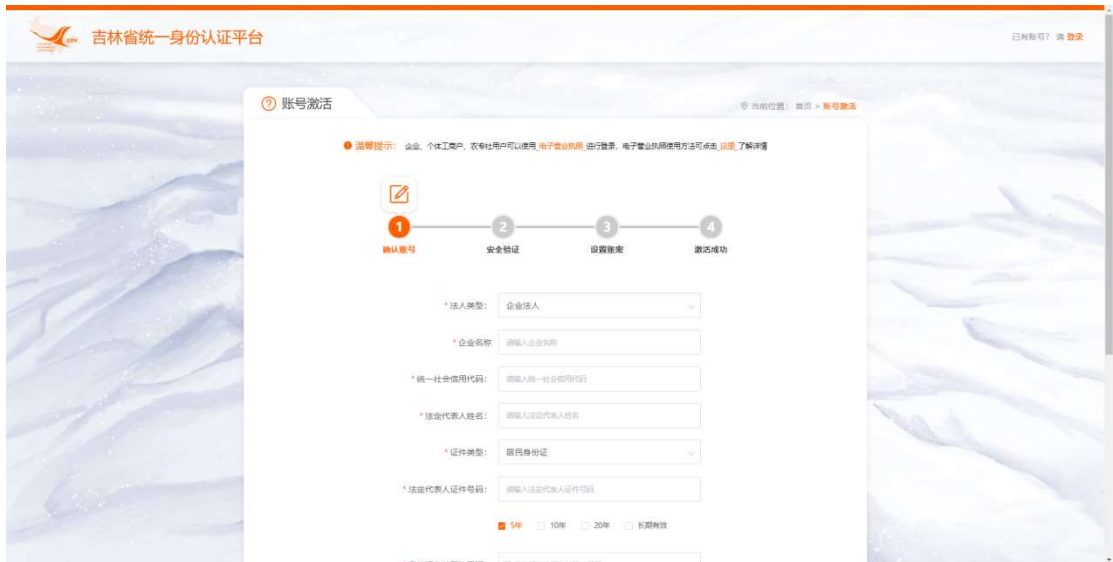 GOV
吉林省统一身份认证平台
已有账号? 请 登录
账号激活
当前位置: 首页 > 账号激活
温馨提示: 企业、个体工商户、农专社用户可以使用 电子营业执照 进行登录, 电子营业执照使用方法可点击 这里 了解详情
1 2 3 4
确认账号 安全验证 设置账索 激活成功
* 法人类型: 企业法人
* 企业名称 请输入企业名称
* 统一社会信用代码: 请输入统一社会信用代码
* 法定代表人姓名: 请输入法定代表人姓名
* 证件类型: 居民身份证
* 法定代表人证件号码: 请输入法定代表人证件号码
5年 10年 20年 长期有效